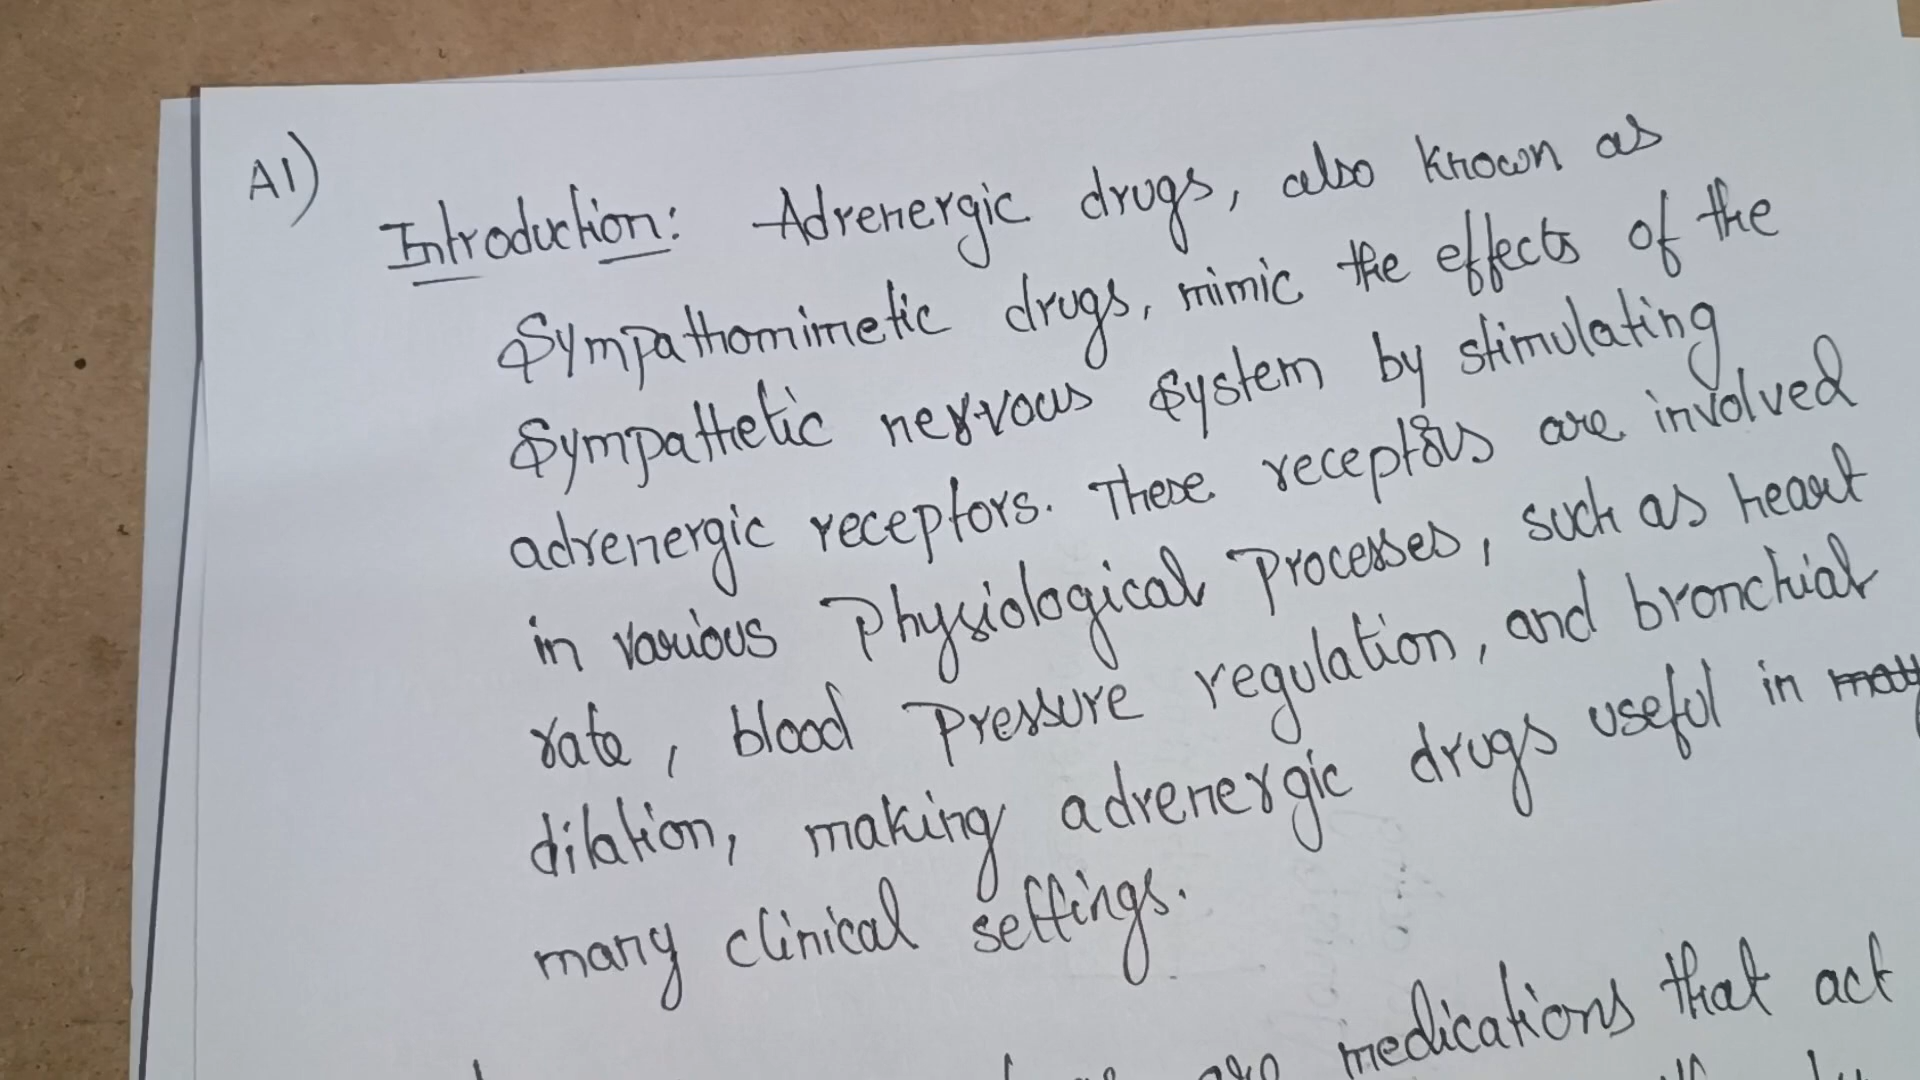 A1)
Introduction: Adrenergic drugs, also known as
Sympathomimetic drugs, mimic the effects of the
Sympathetic nervous system by stimulating
adrenergic receptors. These receptors are involved
in various Physiological Processes, such as heart
rate, blood Pressure regulation, and bronchial
dilation, making adrenergic drugs useful in
many clinical settings.
are medications that act